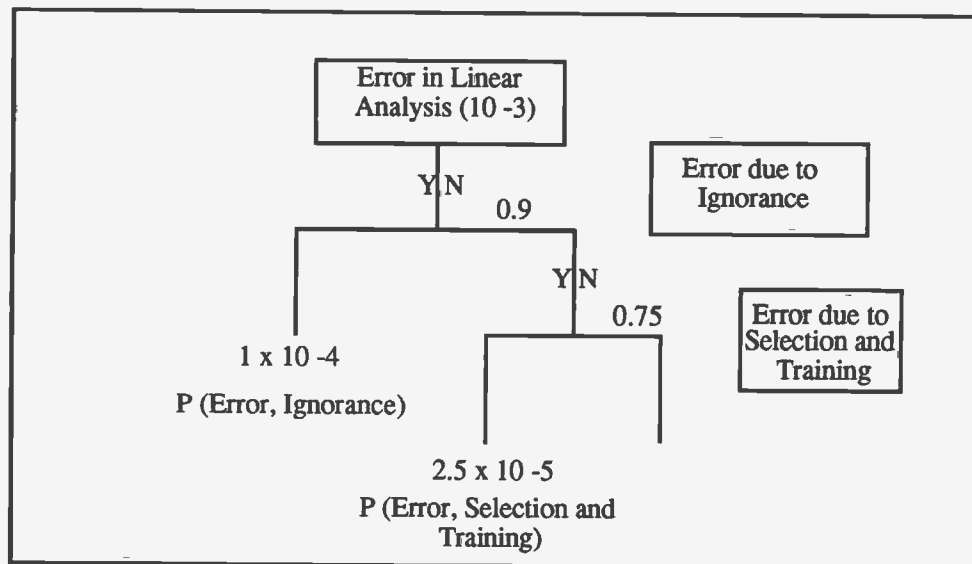 Error in Linear
Analysis (10 -3)
Y N
0.9
Error due to
Ignorance
Y N
0.75
Error due to
Selection and
Training
1 x 10 -4
P (Error, Ignorance)
2.5 x 10 -5
P (Error, Selection and
Training)